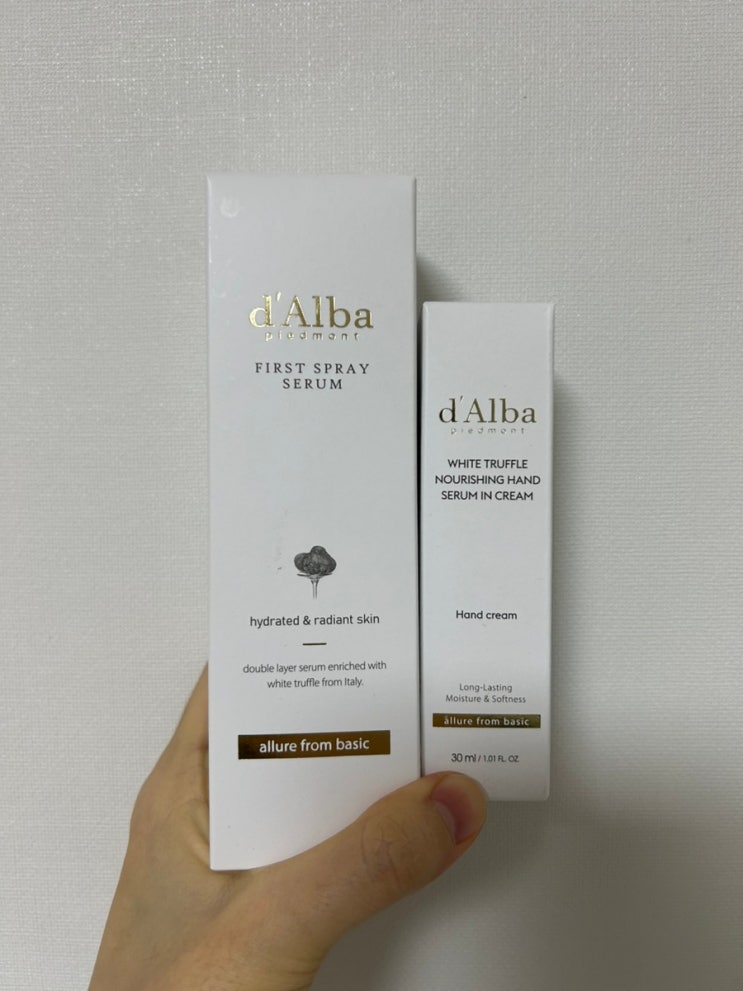 d'Alba
piedmont
FIRST SPRAY
SERUM
hydrated & radiant skin
double layer serum enriched with
white truffle from Italy.
allure from basic
d'Alba
piedmont
WHITE TRUFFLE
NOURISHING HAND
SERUM IN CREAM
Hand cream
Long-Lasting
Moisture & Softness
allure from basic
30 ml / 1.01 FL. OZ.